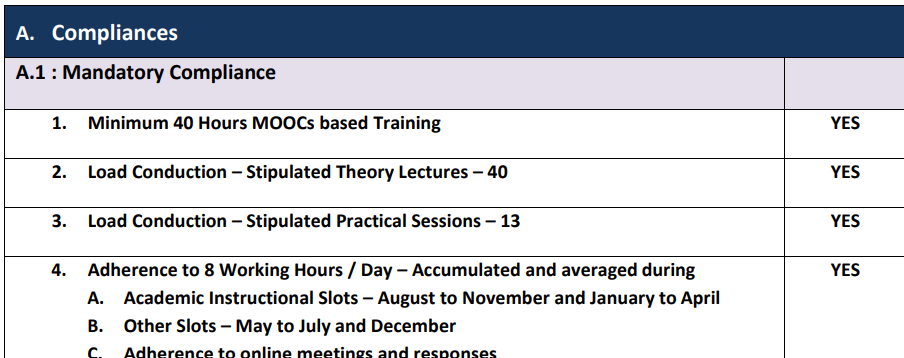 A. Compliances
A.1 : Mandatory Compliance
1. Minimum 40 Hours MOOCs based Training YES
2. Load Conduction – Stipulated Theory Lectures – 40 YES
3. Load Conduction – Stipulated Practical Sessions – 13 YES
4. Adherence to 8 Working Hours / Day – Accumulated and averaged during YES
A. Academic Instructional Slots – August to November and January to April
B. Other Slots – May to July and December
C. Adherence to online meetings and responses